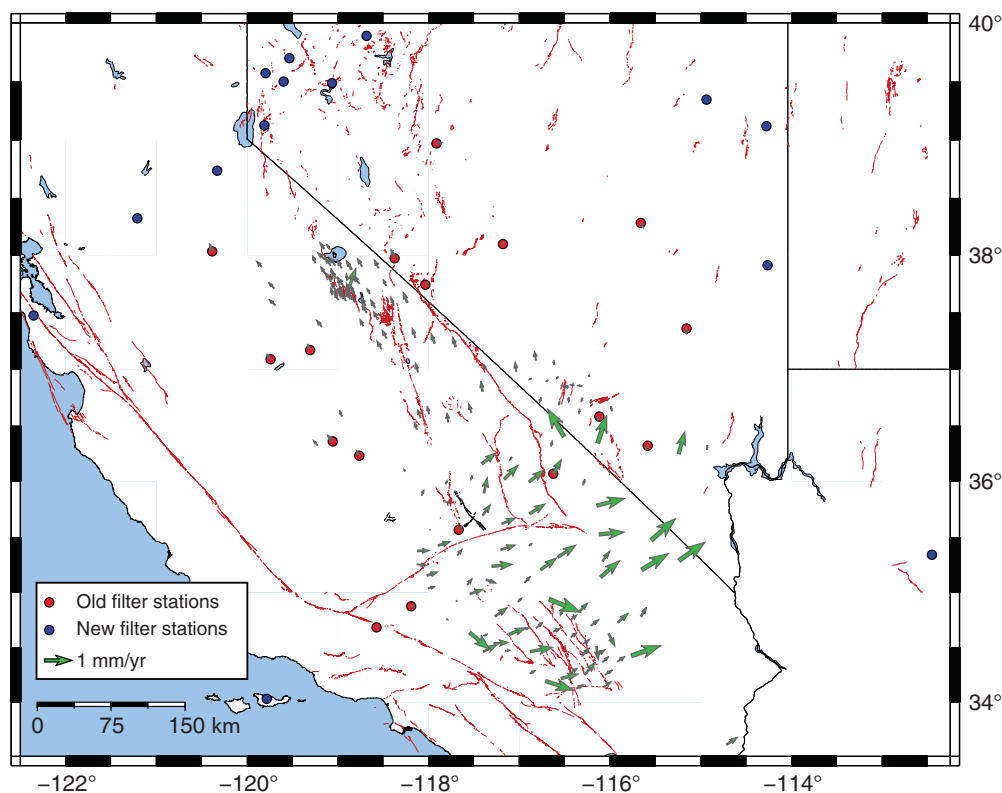 40°
38°
36°
34°
Old filter stations
New filter stations
1 mm/yr
0 75 150 km
−122° −120° −118° −116° −114°